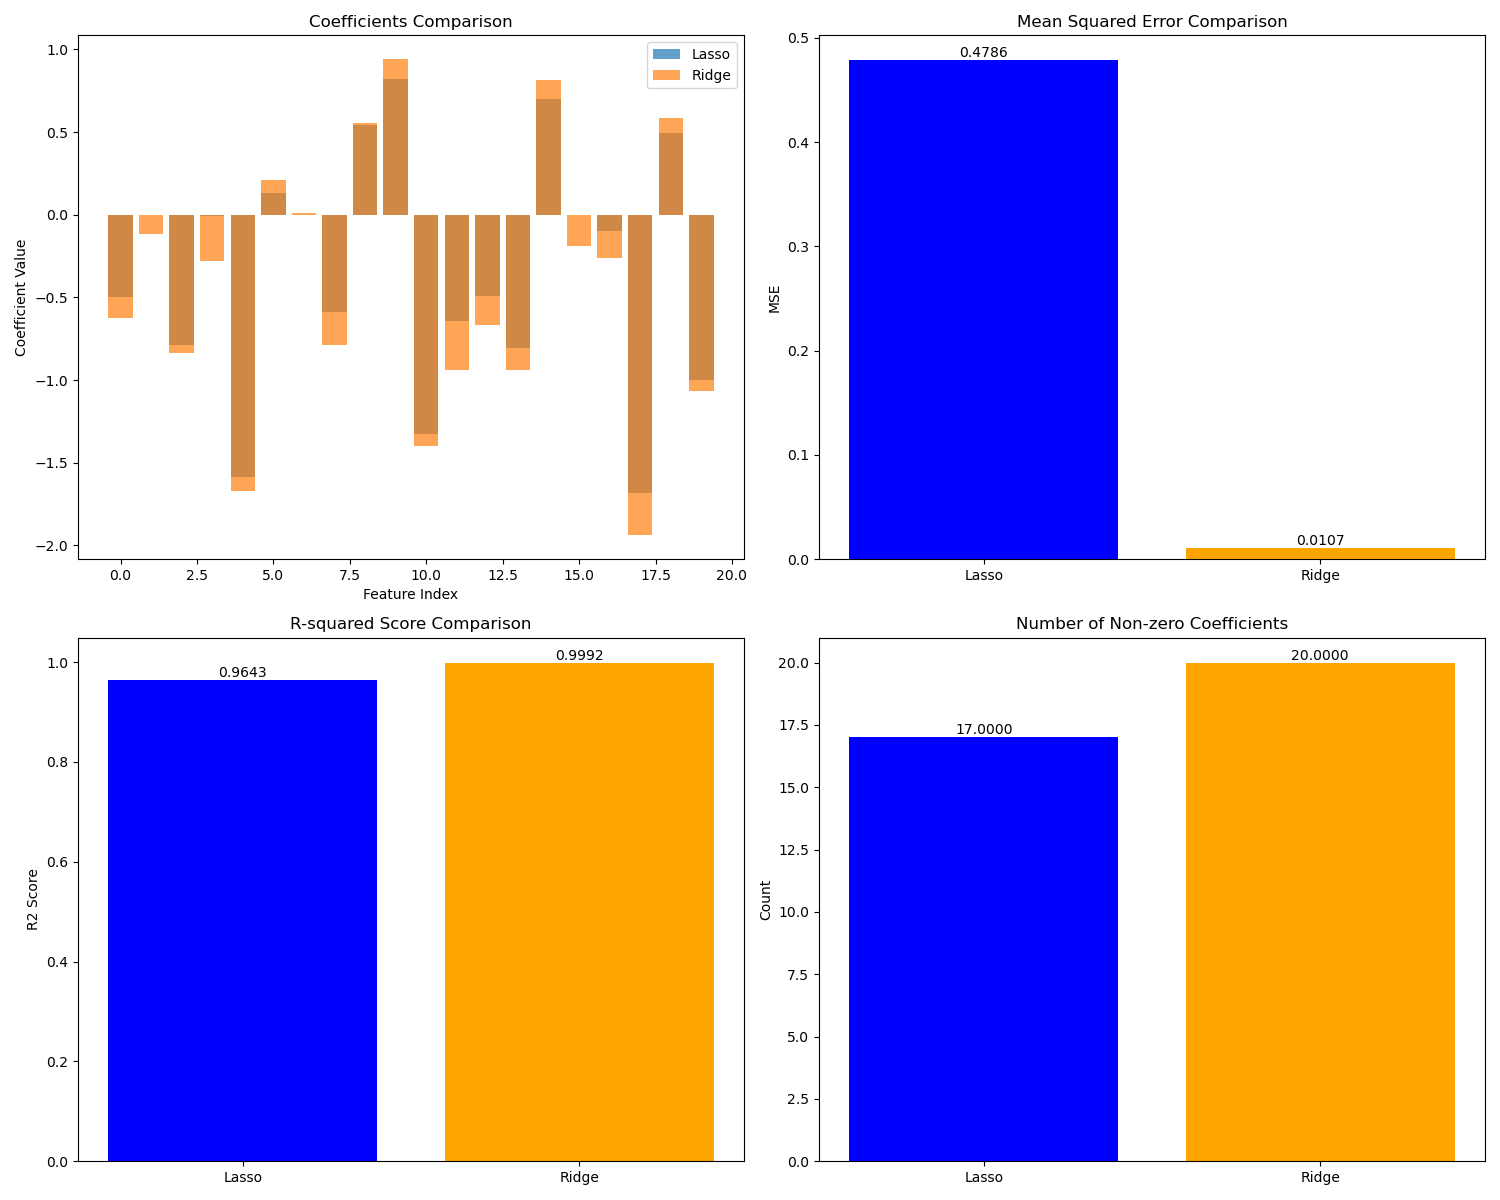 Coefficients Comparison
Lasso
Ridge
1.0
0.5
0.0
−0.5
−1.0
−1.5
−2.0
Coefficient Value
0.0 2.5 5.0 7.5 10.0 12.5 15.0 17.5 20.0
Feature Index
Mean Squared Error Comparison
0.5
0.4
0.3
0.2
0.1
0.0
MSE
0.4786
0.0107
Lasso Ridge
R-squared Score Comparison
1.0
0.8
0.6
0.4
0.2
0.0
R2 Score
0.9643
0.9992
Lasso Ridge
Number of Non-zero Coefficients
20.0
17.5
15.0
12.5
10.0
7.5
5.0
2.5
0.0
Count
17.0000
20.0000
Lasso Ridge